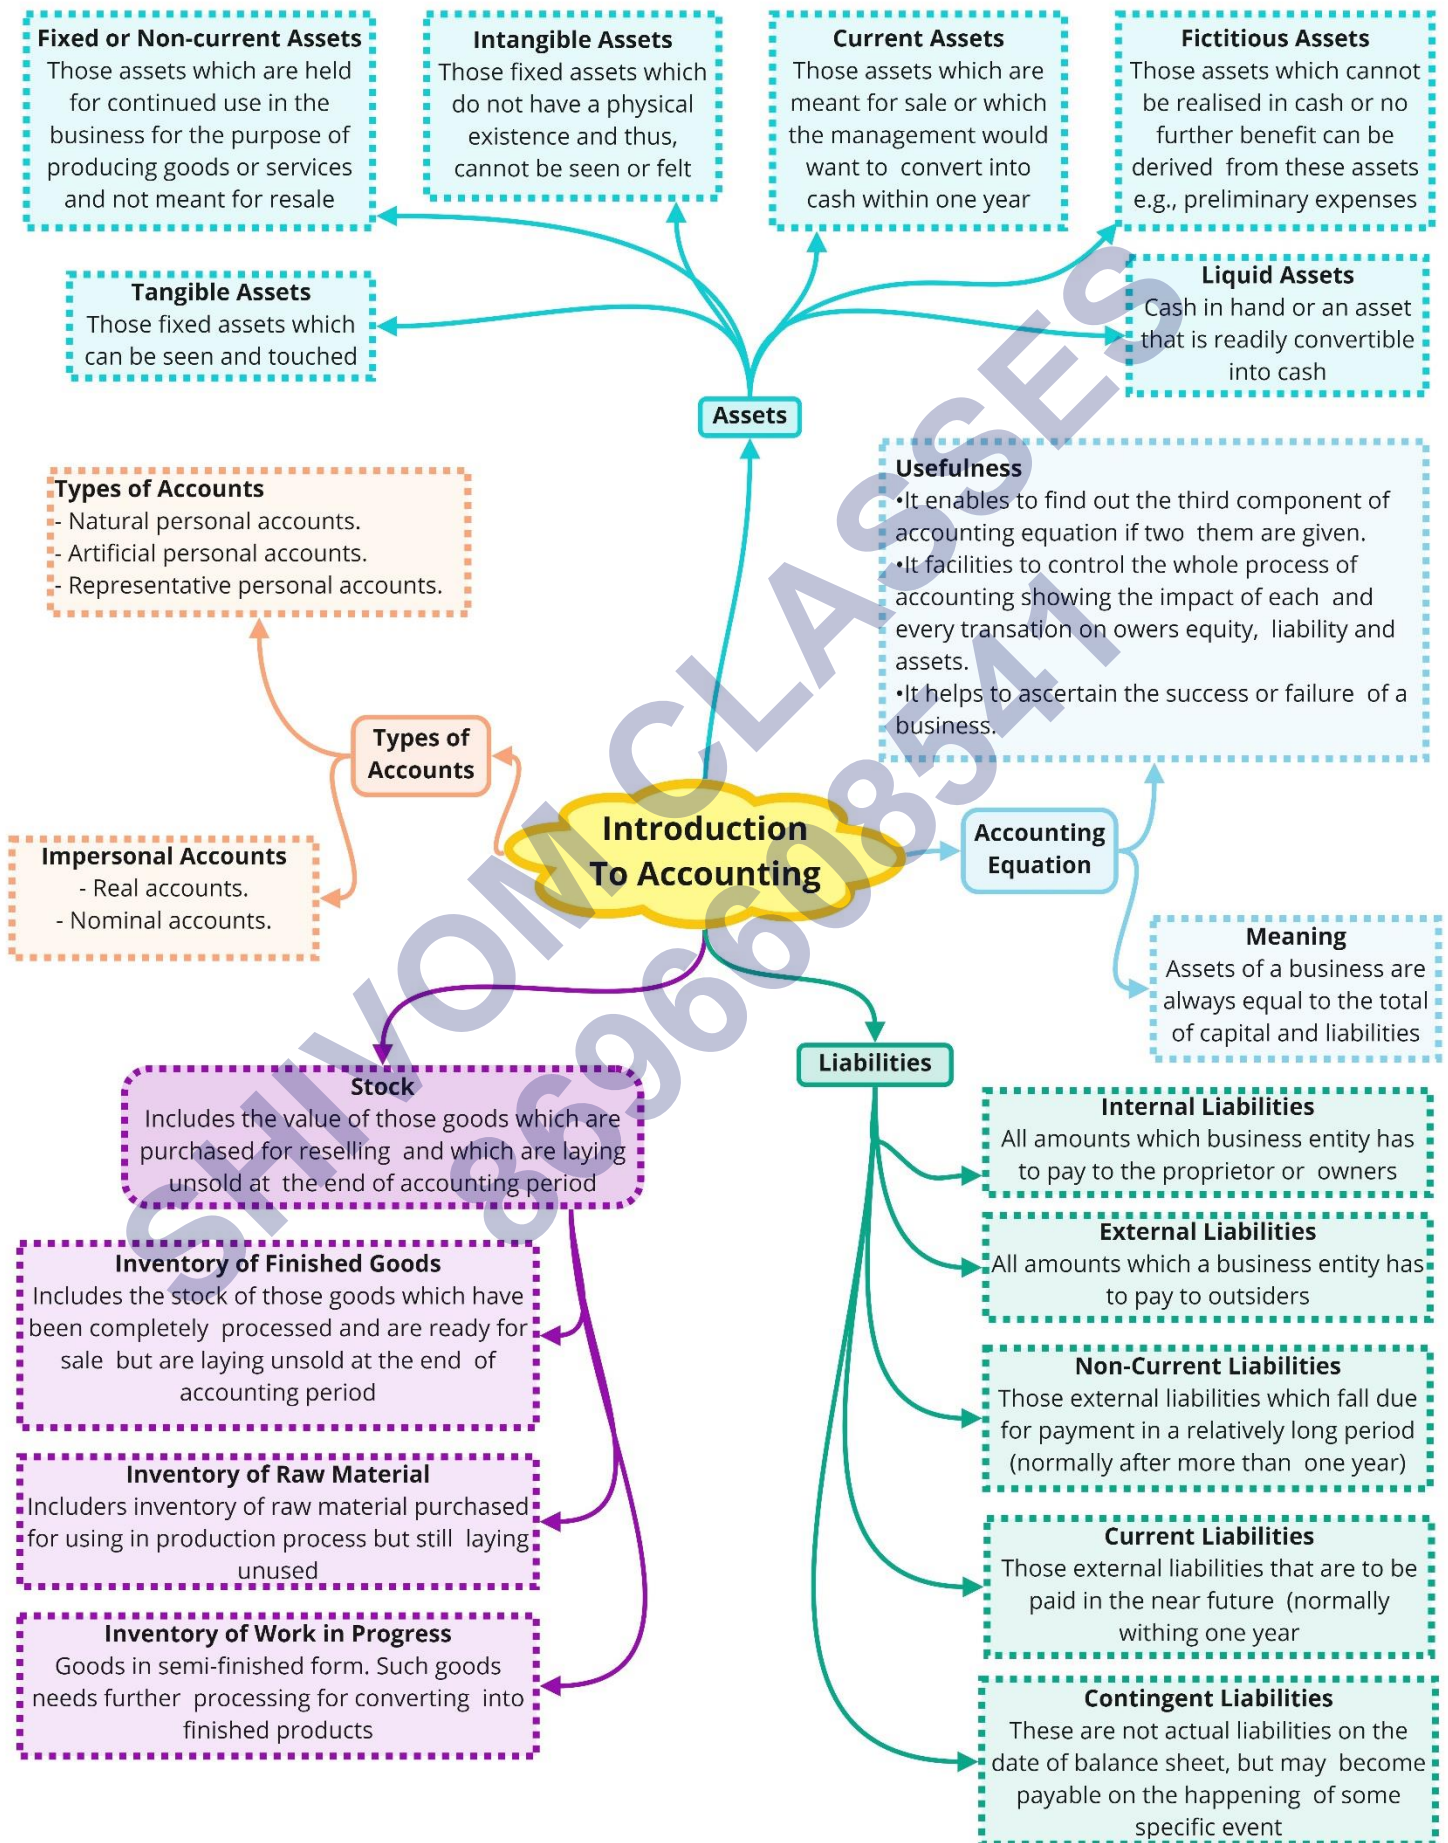 Fixed or Non-current Assets
Those assets which are held
for continued use in the
business for the purpose of
producing goods or services
and not meant for resale
Intangible Assets
Those fixed assets which
do not have a physical
existence and thus,
cannot be seen or felt
Current Assets
Those assets which are
meant for sale or which
the management would
want to convert into
cash within one year
Fictitious Assets
Those assets which cannot
be realised in cash or no
further benefit can be
derived from these assets
e.g., preliminary expenses
Tangible Assets
Those fixed assets which
can be seen and touched
Liquid Assets
Cash in hand or an asset
that is readily convertible
into cash
Assets
Types of Accounts
- Natural personal accounts.
- Artificial personal accounts.
- Representative personal accounts.
Usefulness
•It enables to find out the third component of
accounting equation if two them are given.
•It facilities to control the whole process of
accounting showing the impact of each and
every transation on owers equity, liability and
assets.
•It helps to ascertain the success or failure of a
business.
Types of
Accounts
Introduction
To Accounting
Accounting
Equation
Impersonal Accounts
- Real accounts.
- Nominal accounts.
Meaning
Assets of a business are
always equal to the total
of capital and liabilities
Stock
Includes the value of those goods which are
purchased for reselling and which are laying
unsold at the end of accounting period
Inventory of Finished Goods
Includes the stock of those goods which have
been completely processed and are ready for
sale but are laying unsold at the end of
accounting period
Inventory of Raw Material
Includers inventory of raw material purchased
for using in production process but still laying
unused
Inventory of Work in Progress
Goods in semi-finished form. Such goods
needs further processing for converting into
finished products
Liabilities
Internal Liabilities
All amounts which business entity has
to pay to the proprietor or owners
External Liabilities
All amounts which a business entity has
to pay to outsiders
Non-Current Liabilities
Those external liabilities which fall due
for payment in a relatively long period
(normally after more than one year)
Current Liabilities
Those external liabilities that are to be
paid in the near future (normally
withing one year
Contingent Liabilities
These are not actual liabilities on the
date of balance sheet, but may become
payable on the happening of some
specific event
SHIVOM CLASSES
8696608541